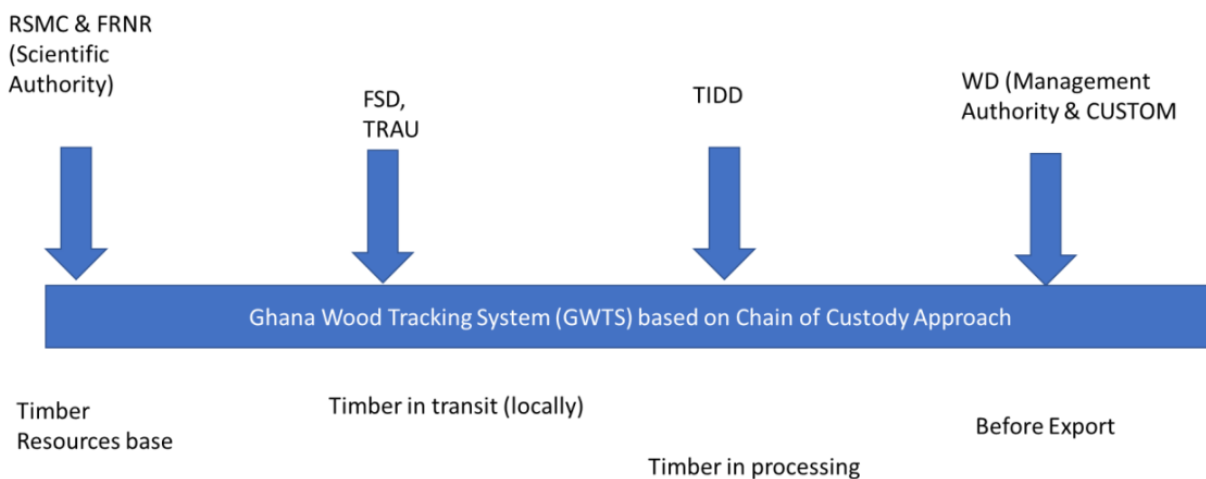 RSMC & FRNR
(Scientific
Authority)
FSD,
TRAU
TIDD
WD (Management
Authority & CUSTOM
Ghana Wood Tracking System (GWTS) based on Chain of Custody Approach
Timber
Resources base
Timber in transit (locally)
Timber in processing
Before Export